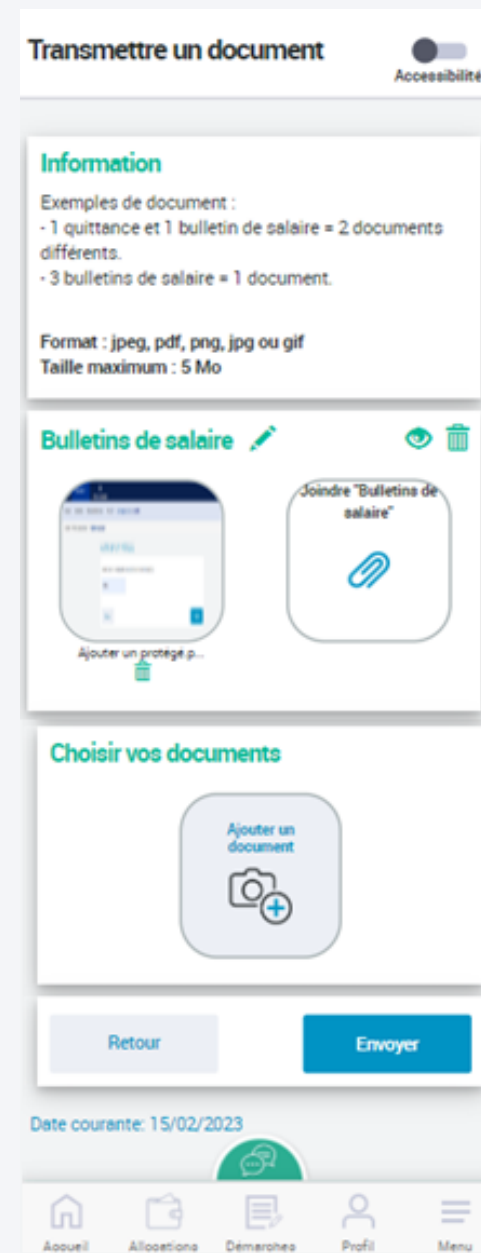 Transmettre un document
Accessibilité
Information
Exemples de document :
- 1 quittance et 1 bulletin de salaire = 2 documents
différents.
- 3 bulletins de salaire = 1 document.
Format : jpeg, pdf, png, jpg ou gif
Taille maximum : 5 Mo
Bulletins de salaire
Joindre "Bulletins de
salaire"
Ajouter un protégé.p...
Choisir vos documents
Ajouter un
document
Retour
Envoyer
Date courante: 15/02/2023
Accueil
Allocations
Démarches
Profil
Menu